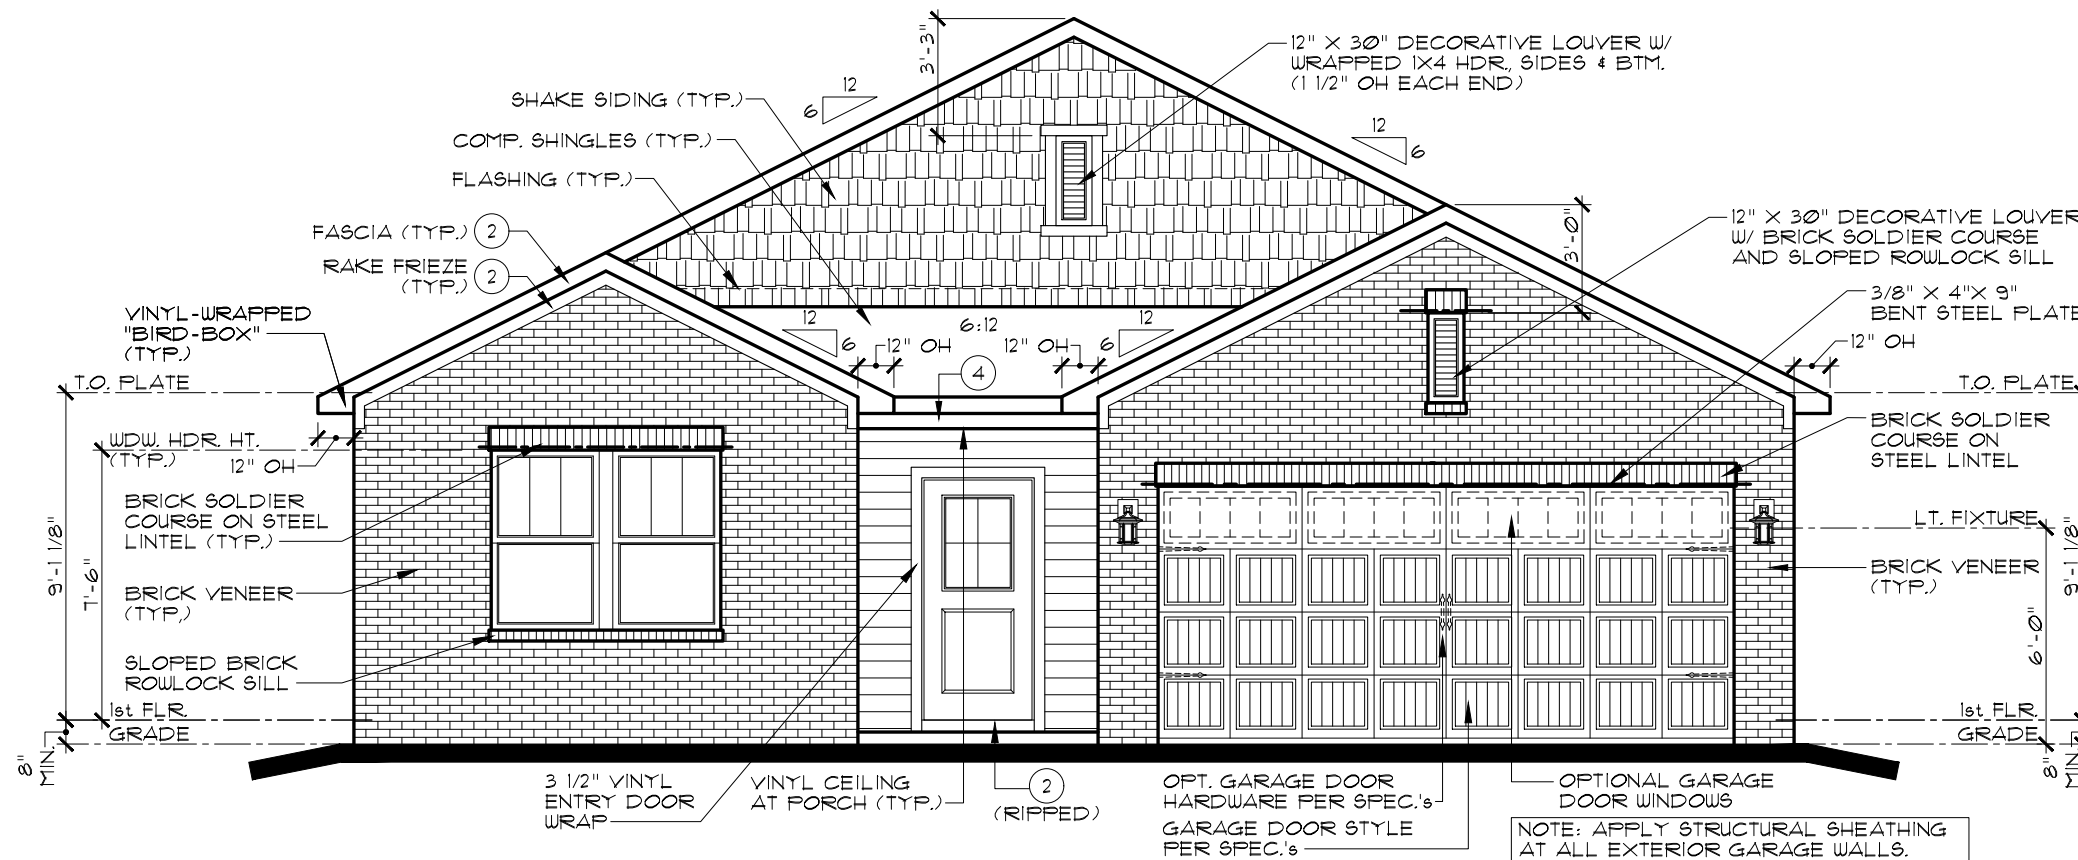 3'-3"
12" X 30" DECORATIVE LOUVER W/
WRAPPED 1X4 HDR., SIDES & BTM.
(1 1/2" OH EACH END)
12
6
SHAKE SIDING (TYP.)
COMP. SHINGLES (TYP.)
FLASHING (TYP.)
12
6
FASCIA (TYP.) 2
RAKE FRIEZE
(TYP.) 2
3'-0"
12" X 30" DECORATIVE LOUVER
W/ BRICK SOLDIER COURSE
AND SLOPED ROWLOCK SILL
3/8" X 4"X 9"
BENT STEEL PLATE
12" OH
VINYL-WRAPPED
"BIRD-BOX"
(TYP.)
12
6
6:12
12
6
12" OH
12" OH
4
T.O. PLATE
T.O. PLATE
WDW. HDR. HT.
(TYP.)
12" OH
BRICK SOLDIER
COURSE ON
STEEL LINTEL
BRICK SOLDIER
COURSE ON STEEL
LINTEL (TYP.)
LT. FIXTURE
9'-1 1/8"
7'-6"
BRICK VENEER
(TYP,)
BRICK VENEER
(TYP.)
9'-1 1/8"
6'-0"
SLOPED BRICK
ROWLOCK SILL
1st FLR.
GRADE
1st FLR.
GRADE
8"
MIN.
8"
MIN.
3 1/2" VINYL
ENTRY DOOR
WRAP
VINYL CEILING
AT PORCH (TYP.)
2
(RIPPED)
OPT. GARAGE DOOR
HARDWARE PER SPEC.'s
GARAGE DOOR STYLE
PER SPEC.'s
OPTIONAL GARAGE
DOOR WINDOWS
NOTE: APPLY STRUCTURAL SHEATHING
AT ALL EXTERIOR GARAGE WALLS.